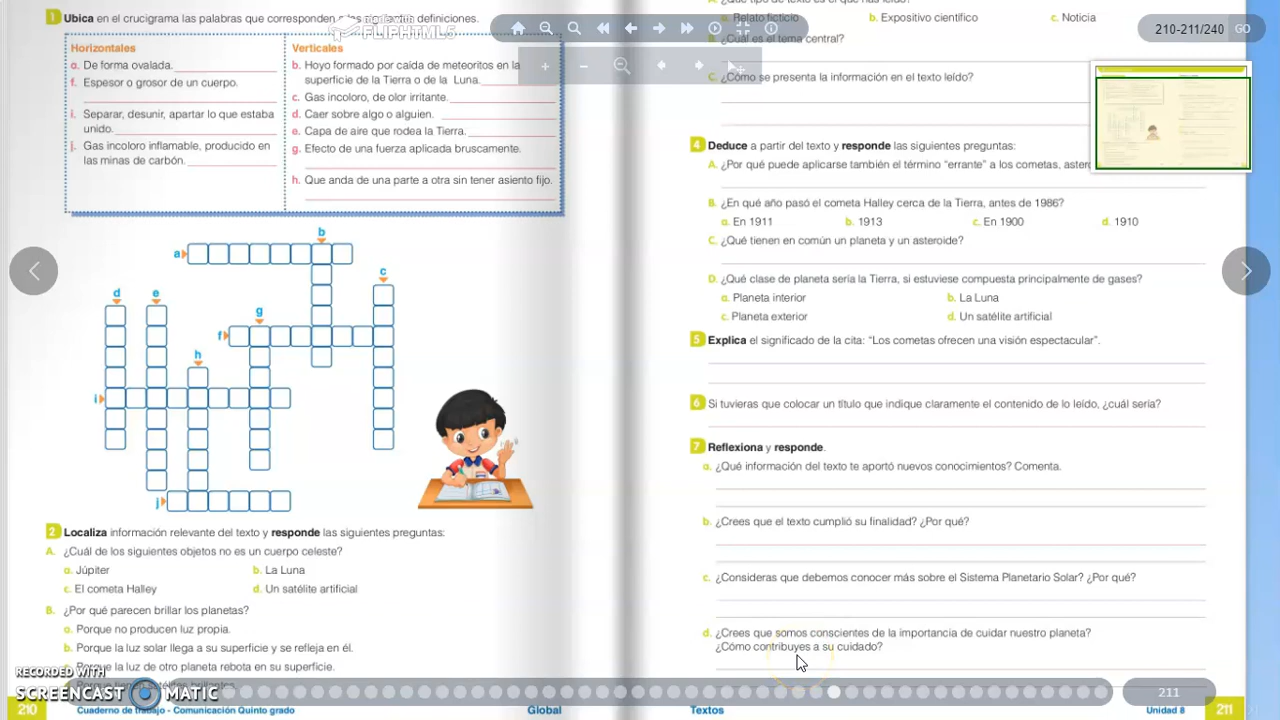 1 Ubica en el crucigrama las palabras que corresponden a las siguientes definiciones.
FLIPHTML5
Horizontales
a. De forma ovalada.
f. Espesor o grosor de un cuerpo.
i. Separar, desunir, apartar lo que estaba
unido.
j. Gas incoloro inflamable, producido en
las minas de carbón.
Verticales
b. Hoyo formado por caída de meteoritos en la
superficie de la Tierra o de la Luna.
c. Gas incoloro, de olor irritante.
d. Caer sobre algo o alguien.
e. Capa de aire que rodea la Tierra.
g. Efecto de una fuerza aplicada bruscamente.
h. Que anda de una parte a otra sin tener asiento fijo.
b
a
c
d
e
g
f
h
i
j
2 Localiza información relevante del texto y responde las siguientes preguntas:
A. ¿Cuál de los siguientes objetos no es un cuerpo celeste?
a. Júpiter
b. La Luna
c. El cometa Halley
d. Un satélite artificial
B. ¿Por qué parecen brillar los planetas?
a. Porque no producen luz propia.
b. Porque la luz solar llega a su superficie y se refleja en él.
c. Porque la luz de otro planeta rebota en su superficie.
RECORDED WITH
SCREENCAST MATIC
210
Cuaderno de trabajo - Comunicación Quinto grado
Global
a. Relato ficticio
b. Expositivo científico
c. Noticia
B. ¿Cuál es el tema central?
C. ¿Cómo se presenta la información en el texto leído?
210-211/240 GO
4 Deduce a partir del texto y responde las siguientes preguntas:
A. ¿Por qué puede aplicarse también el término "errante" a los cometas,
B. ¿En qué año pasó el cometa Halley cerca de la Tierra, antes de 1986?
a. En 1911
b. 1913
c. En 1900
d. 1910
C. ¿Qué tienen en común un planeta y un asteroide?
D. ¿Qué clase de planeta sería la Tierra, si estuviese compuesta principalmente de gases?
a. Planeta interior
b. La Luna
c. Planeta exterior
d. Un satélite artificial
5 Explica el significado de la cita: "Los cometas ofrecen una visión espectacular".
6 Si tuvieras que colocar un título que indique claramente el contenido de lo leído, ¿cuál sería?
7 Reflexiona y responde.
a. ¿Qué información del texto te aportó nuevos conocimientos? Comenta.
b. ¿Crees que el texto cumplió su finalidad? ¿Por qué?
c. ¿Consideras que debemos conocer más sobre el Sistema Planetario Solar? ¿Por qué?
d. ¿Crees que somos conscientes de la importancia de cuidar nuestro planeta?
¿Cómo contribuyes a su cuidado?
211
Textos
Unidad 8
211